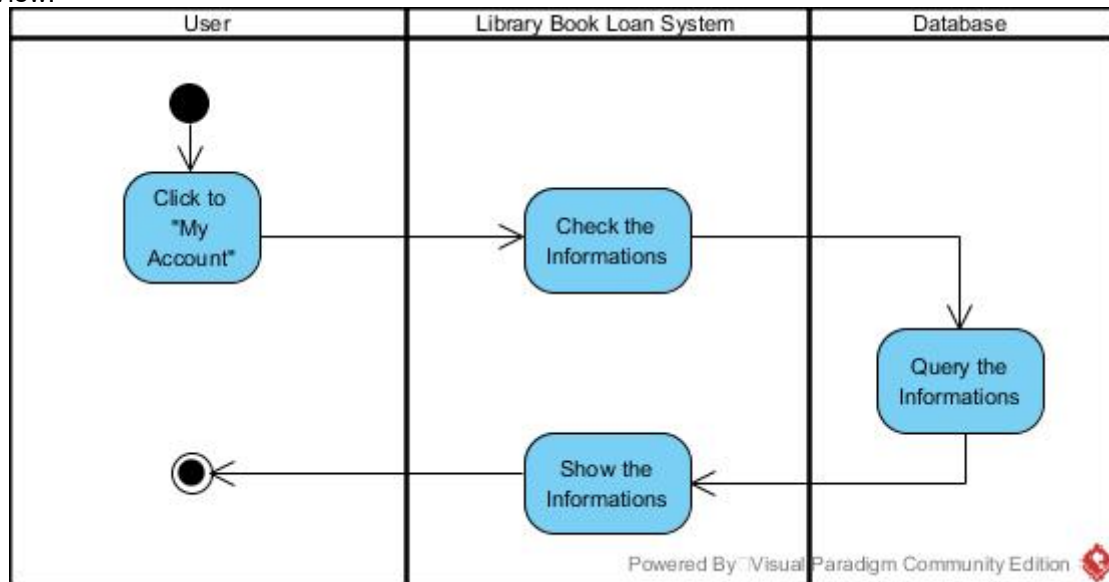 User
Library Book Loan System
Database
Click to
"My
Account"
Check the
Informations
Query the
Informations
Show the
Informations
Powered By Visual Paradigm Community Edition